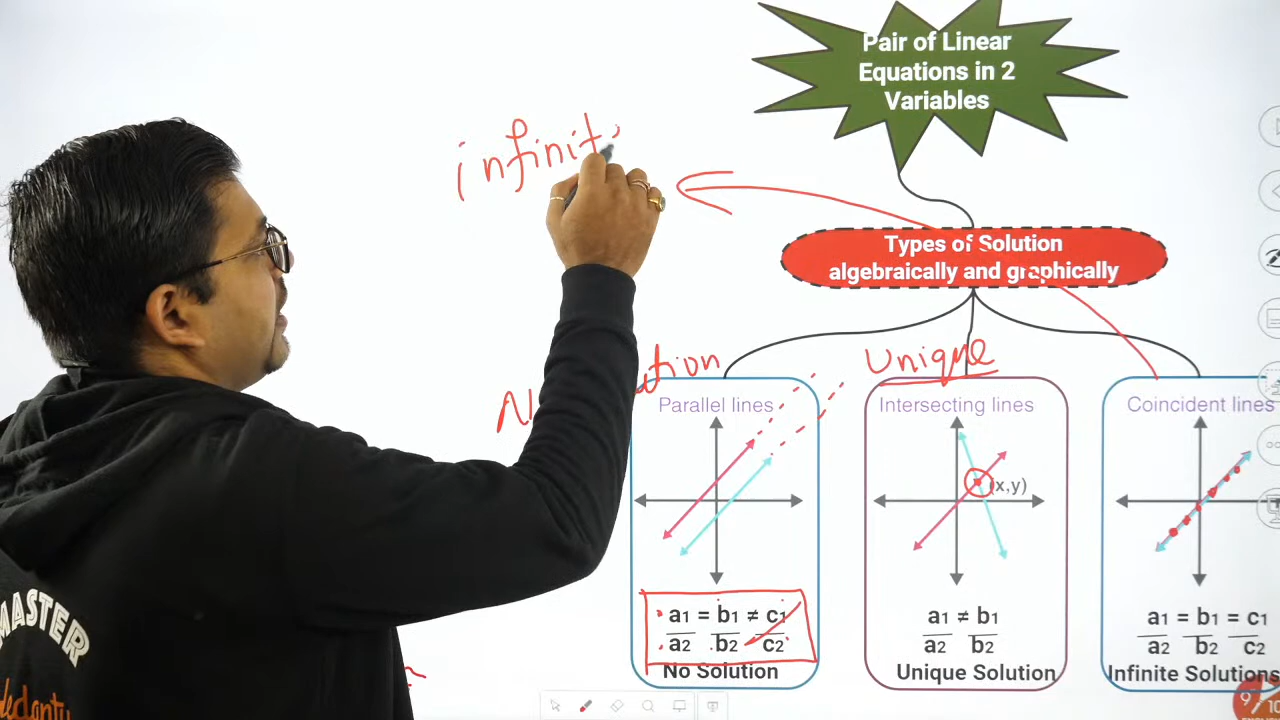 Pair of Linear
Equations in 2
Variables
infinit
Types of Solution
algebraically and graphically
Unique
Parallel lines
Intersecting lines
Coincident lines
(x,y)
a1 = b1 ≠ c1
a2 b2 c2
No Solution
a1 ≠ b1
a2 b2
Unique Solution
a1 = b1 = c1
a2 b2 c2
Infinite Solutions
MASTER